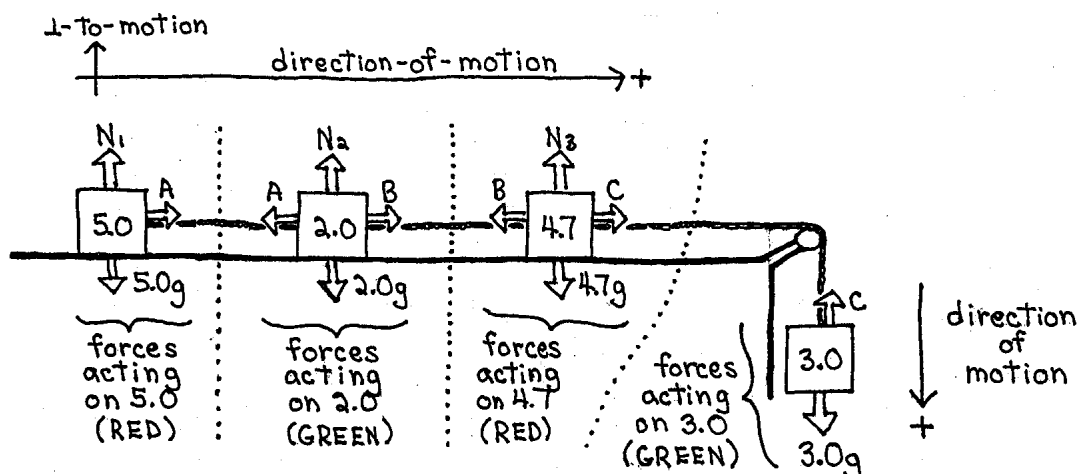 ⊥-to-motion
direction-of-motion +
N₁ N₂ N₃
A A B B C
5.0 2.0 4.7
5.0g 2.0g 4.7g
forces
acting
on 5.0
(RED)
forces
acting
on 2.0
(GREEN)
forces
acting
on 4.7
(RED)
forces
acting
on 3.0
(GREEN)
C
3.0
3.0g
direction
of
motion
+